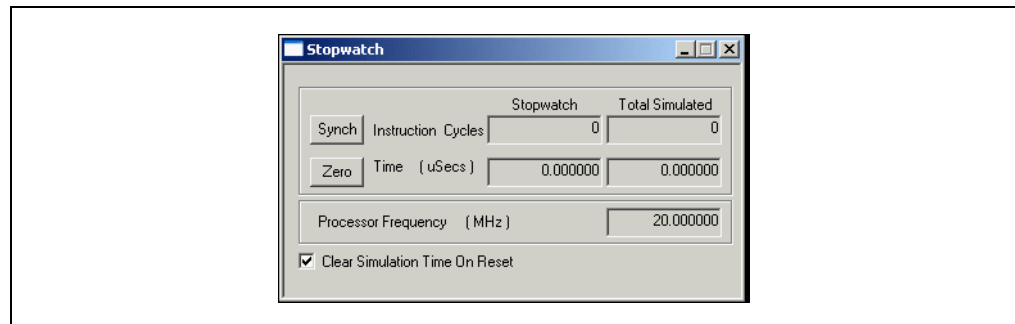 Stopwatch
Stopwatch Total Simulated
Synch Instruction Cycles 0 0
Zero Time (uSecs) 0.000000 0.000000
Processor Frequency (MHz) 20.000000
Clear Simulation Time On Reset